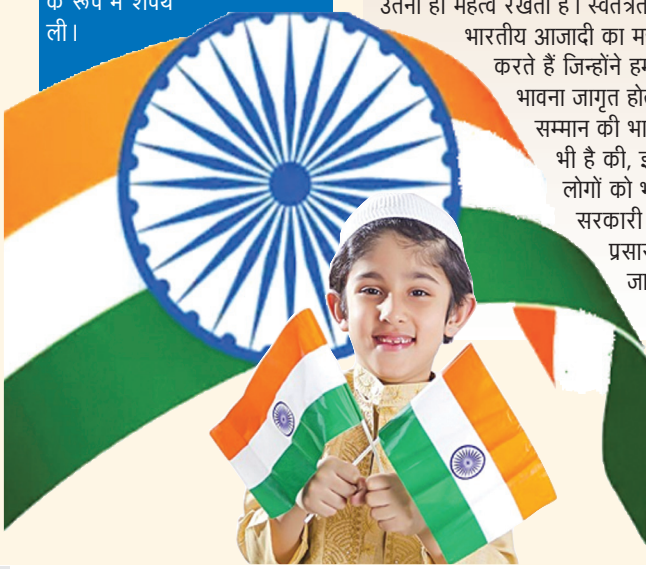 के रूप में शपथ
ली।
उतना ही महत्व रखता है। स्वतंत्रत
भारतीय आजादी का म
करते हैं जिन्होंने हम
भावना जागृत हो
सम्मान की भा
भी है की, इ
लोगों को भ
सरकारी
प्रसार
जा